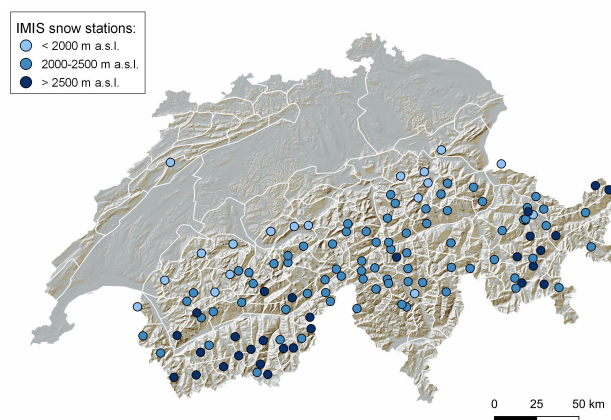 IMIS snow stations:
< 2000 m a.s.l.
2000-2500 m a.s.l.
> 2500 m a.s.l.
0 25 50 km